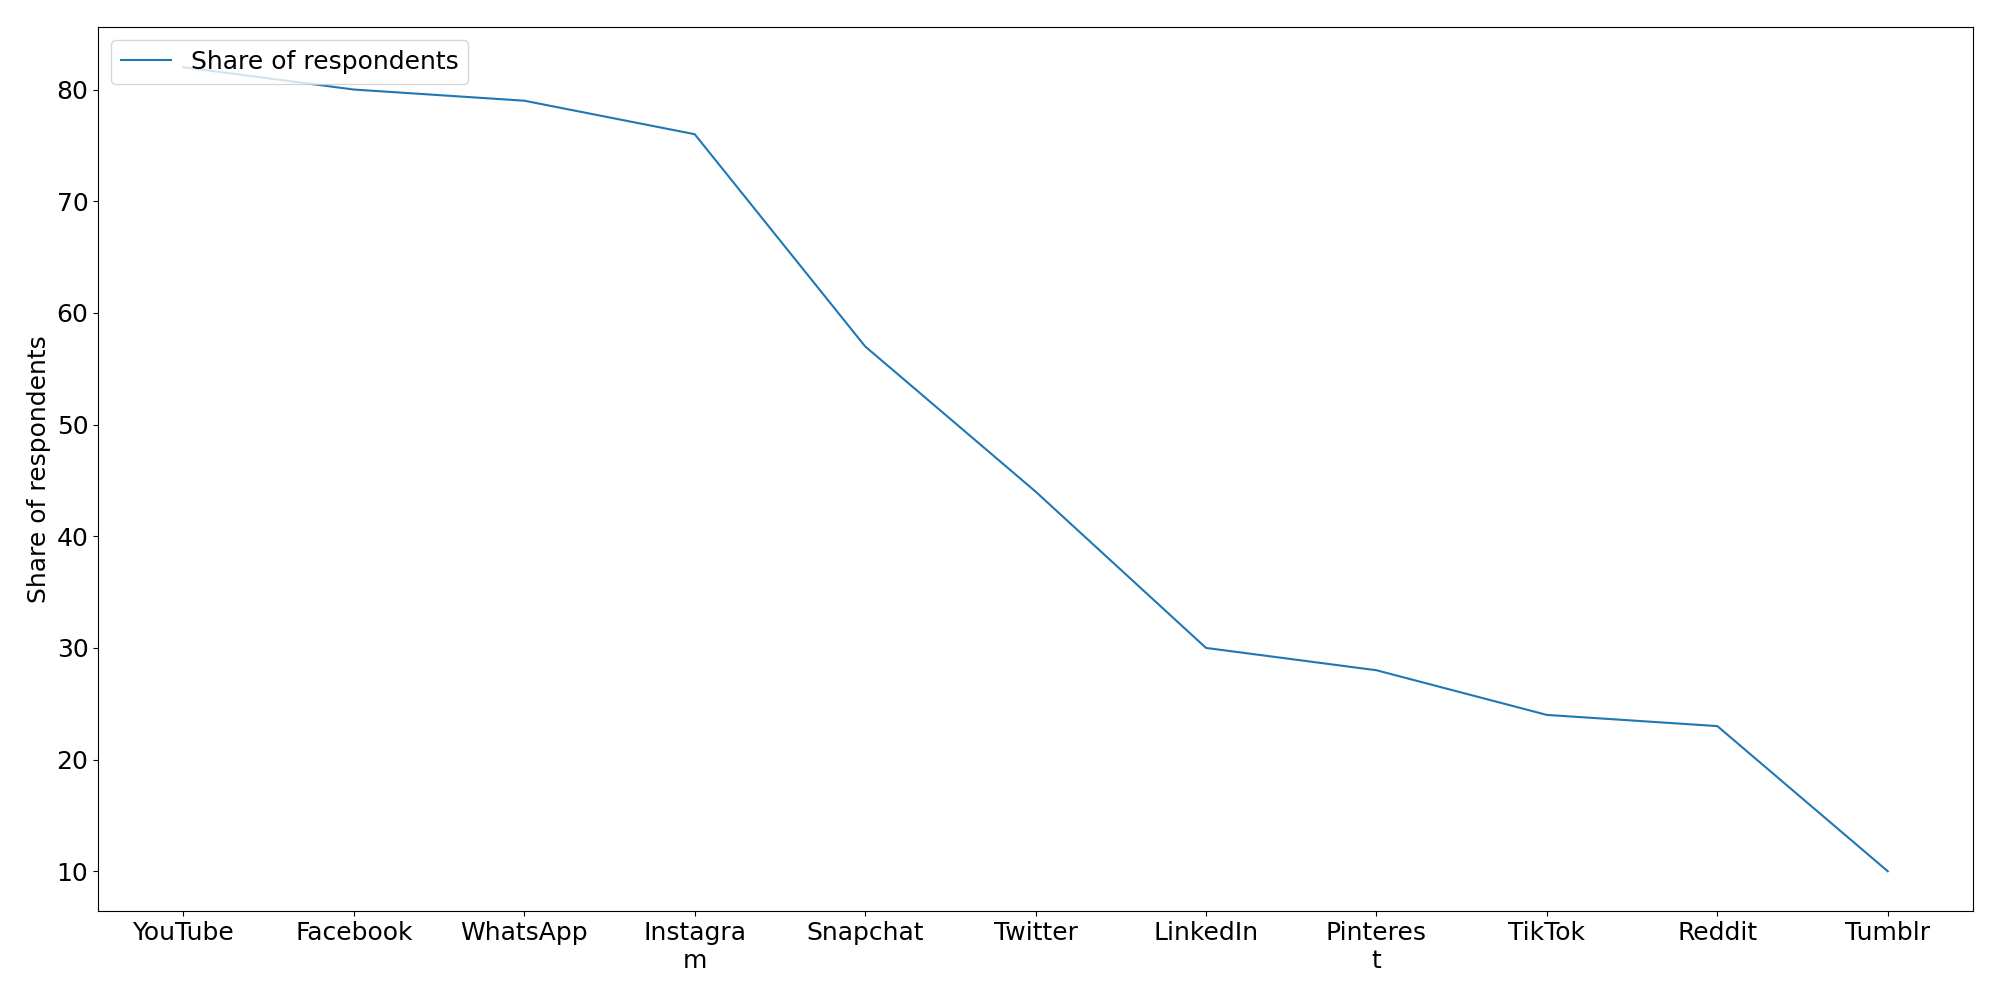 Share of respondents
Share of respondents
80
70
60
50
40
30
20
10
YouTube Facebook WhatsApp Instagra Snapchat Twitter LinkedIn Pinteres TikTok Reddit Tumblr
m t